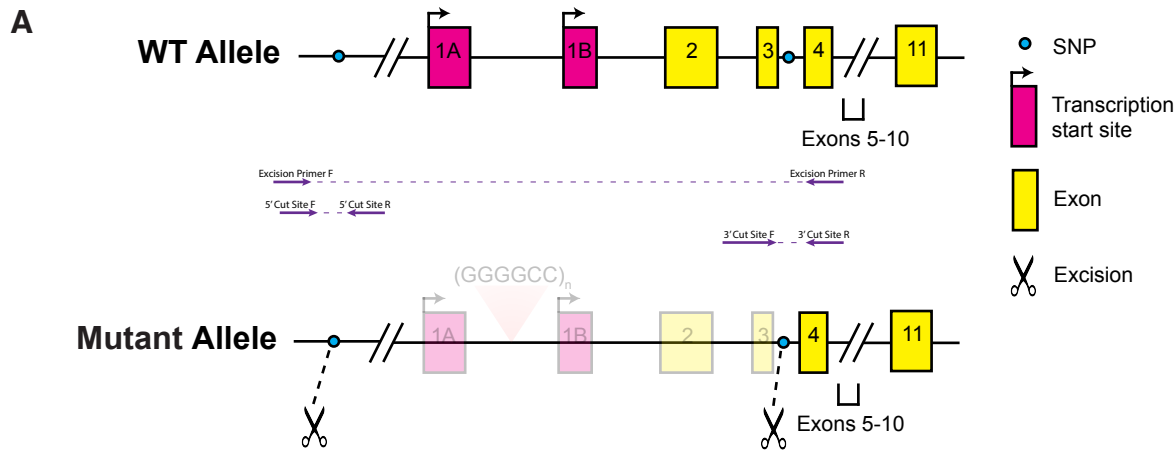 A
WT Allele
1A
1B
2
3
4
11
Exons 5-10
SNP
Transcription
start site
Exon
Excision
Excision Primer F
Excision Primer R
5' Cut Site F
5' Cut Site R
3' Cut Site F
3' Cut Site R
(GGGGCC)n
Mutant Allele
1A
1B
2
3
4
11
Exons 5-10